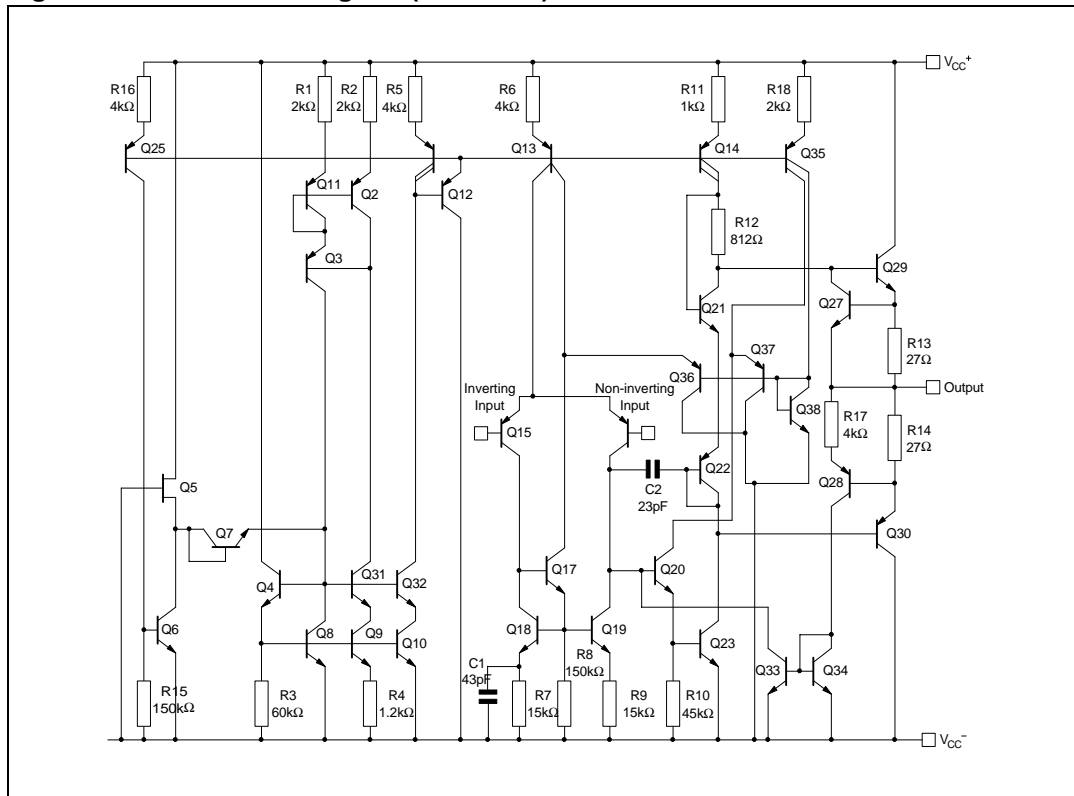 R16
4kΩ
R1
2kΩ
R2
2kΩ
R5
4kΩ
R6
4kΩ
R11
1kΩ
R18
2kΩ
VCC+
Q25
Q11
Q2
Q12
Q13
Q14
Q35
Q3
R12
812Ω
Q29
Q21
Q27
R13
27Ω
Q36
Q37
Output
Inverting
Input
Non-inverting
Input
Q38
R17
4kΩ
R14
27Ω
Q15
Q22
C2
23pF
Q28
Q5
Q7
Q30
Q4
Q31
Q32
Q17
Q20
Q6
Q8
Q9
Q10
Q18
Q19
Q23
Q33
Q34
R15
150kΩ
R3
60kΩ
R4
1.2kΩ
C1
43pF
R7
15kΩ
R8
150kΩ
R9
15kΩ
R10
45kΩ
VCC−